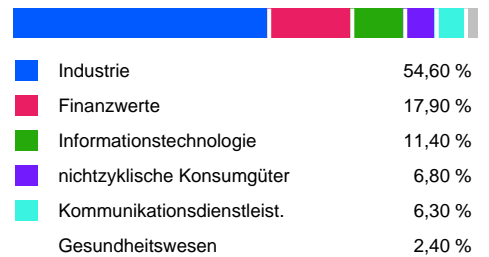 Industrie 54,60 %
Finanzwerte 17,90 %
Informationstechnologie 11,40 %
nichtzyklische Konsumgüter 6,80 %
Kommunikationsdienstleist. 6,30 %
Gesundheitswesen 2,40 %